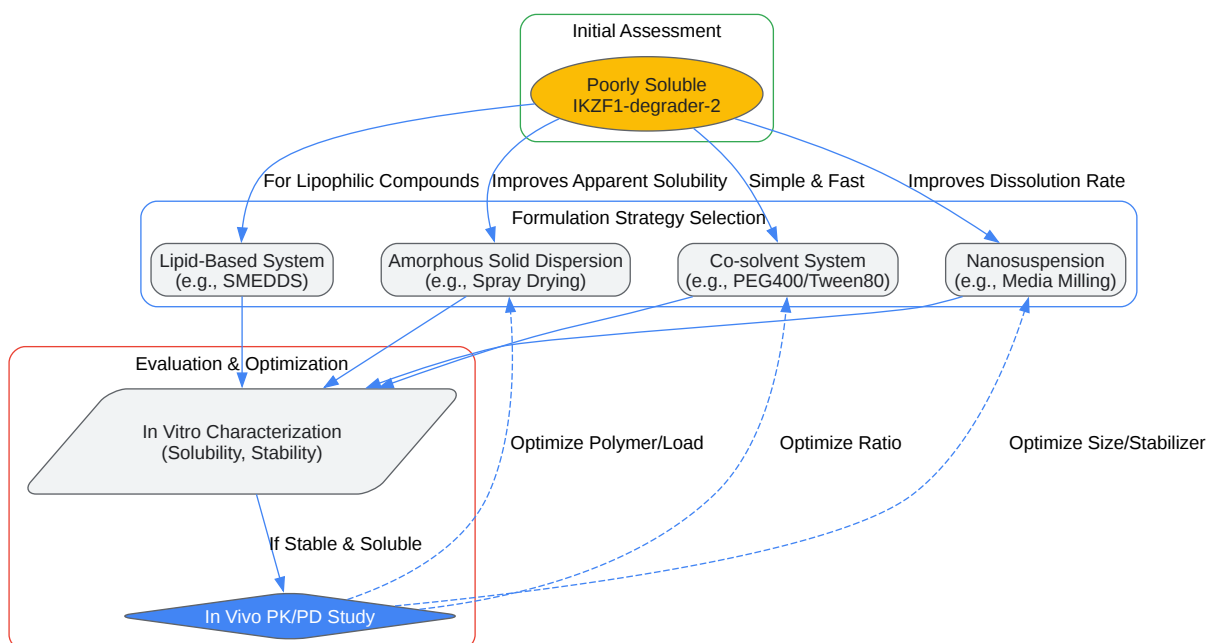 Initial Assessment
Poorly Soluble
IKZF1-degrader-2
For Lipophilic Compounds
Improves Apparent Solubility
Simple & Fast
Improves Dissolution Rate
Formulation Strategy Selection
Lipid-Based System
(e.g., SMEDDS)
Amorphous Solid Dispersion
(e.g., Spray Drying)
Co-solvent System
(e.g., PEG400/Tween80)
Nanosuspension
(e.g., Media Milling)
Evaluation & Optimization
In Vitro Characterization
(Solubility, Stability)
Optimize Polymer/Load
Optimize Ratio
Optimize Size/Stabilizer
If Stable & Soluble
In Vivo PK/PD Study